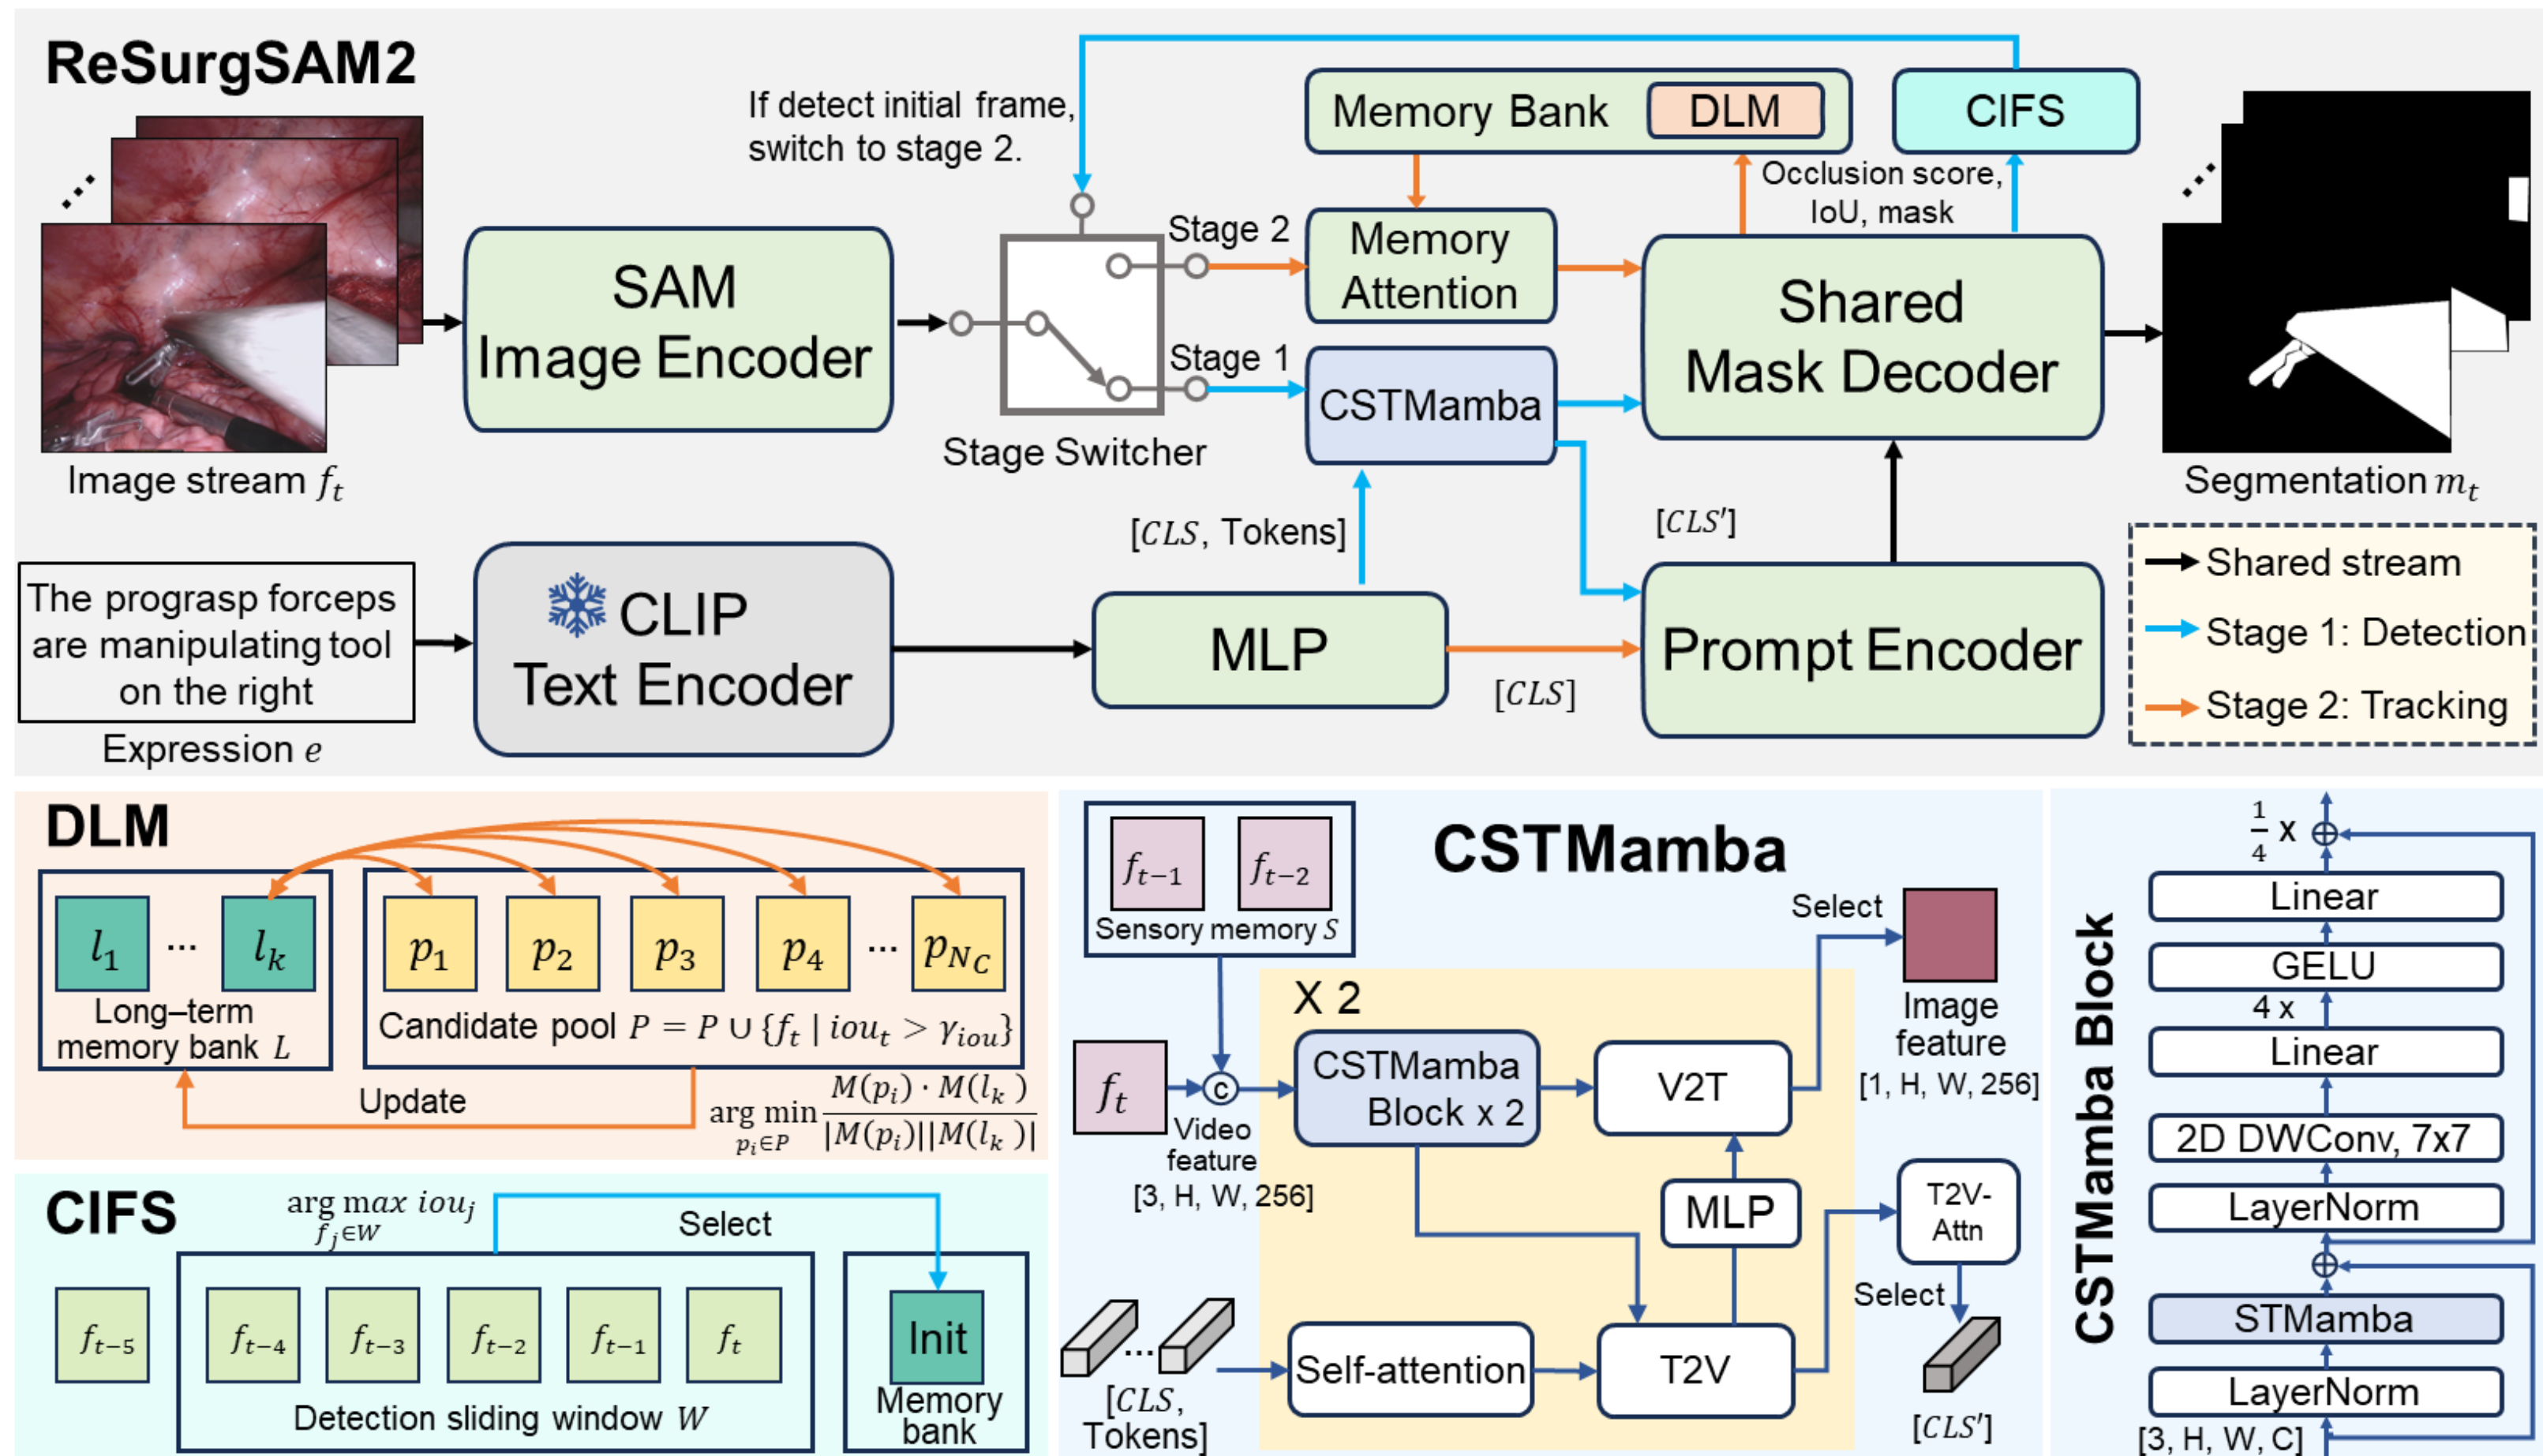 ReSurgSAM2
If detect initial frame,
switch to stage 2.
Memory Bank
DLM
CIFS
Occlusion score,
IoU, mask
SAM
Image Encoder
Stage 2
Stage 1
Memory
Attention
CSTMamba
Shared
Mask Decoder
Stage Switcher
Image stream f_t
Segmentation m_t
[CLS, Tokens]
[CLS′]
The prograsp forceps
are manipulating tool
on the right
Expression e
CLIP
Text Encoder
MLP
[CLS]
Prompt Encoder
Shared stream
Stage 1: Detection
Stage 2: Tracking
DLM
l_1 ... l_k
Long–term
memory bank L
p_1 p_2 p_3 p_4 ... p_{N_C}
Candidate pool P = P ∪ {f_t | iou_t > γ_{iou}}
Update
arg min_{p_i∈P} M(p_i) · M(l_k) / |M(p_i)||M(l_k)|
CIFS
arg max iou_j
f_j∈W
Select
f_{t−5} f_{t−4} f_{t−3} f_{t−2} f_{t−1} f_t
Detection sliding window W
Init
Memory
bank
CSTMamba
f_{t−1} f_{t−2}
Sensory memory S
X 2
f_t
c
Video
feature
[3, H, W, 256]
CSTMamba
Block x 2
V2T
Select
Image
feature
[1, H, W, 256]
MLP
T2V-
Attn
Select
[CLS′]
...
[CLS,
Tokens]
Self-attention
T2V
CSTMamba Block
1/4 x
Linear
GELU
4 x
Linear
2D DWConv, 7x7
LayerNorm
STMamba
LayerNorm
[3, H, W, C]